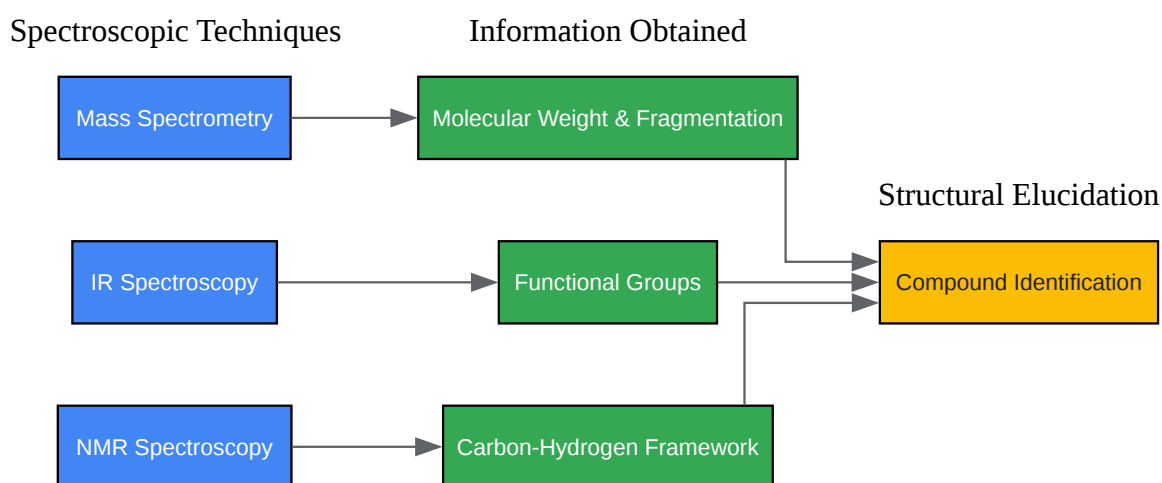 Spectroscopic Techniques
Information Obtained
Mass Spectrometry
Molecular Weight & Fragmentation
Structural Elucidation
IR Spectroscopy
Functional Groups
Compound Identification
NMR Spectroscopy
Carbon-Hydrogen Framework